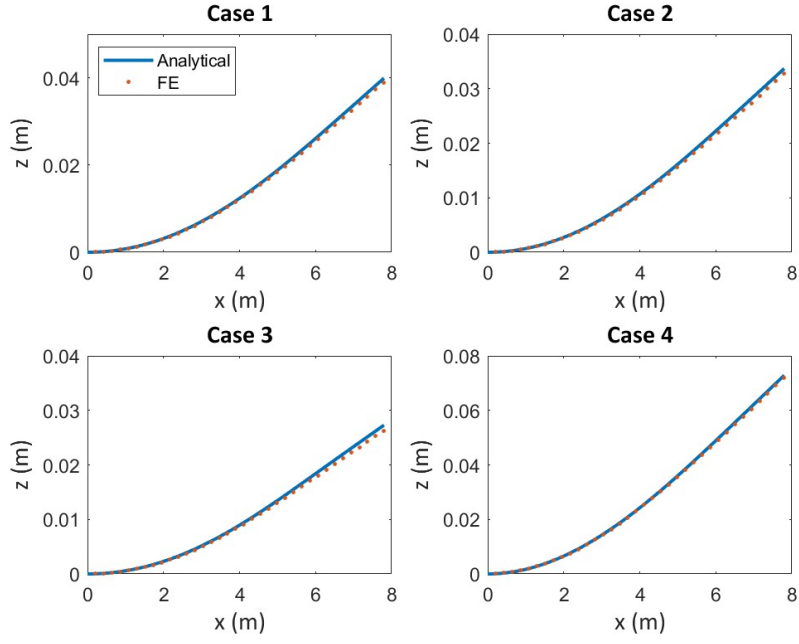 Case 1
Analytical
FE
0.04
0.02
0
z (m)
0 2 4 6 8
x (m)
Case 2
0.04
0.03
0.02
0.01
0
z (m)
0 2 4 6 8
x (m)
Case 3
0.04
0.03
0.02
0.01
0
z (m)
0 2 4 6 8
x (m)
Case 4
0.08
0.06
0.04
0.02
0
z (m)
0 2 4 6 8
x (m)